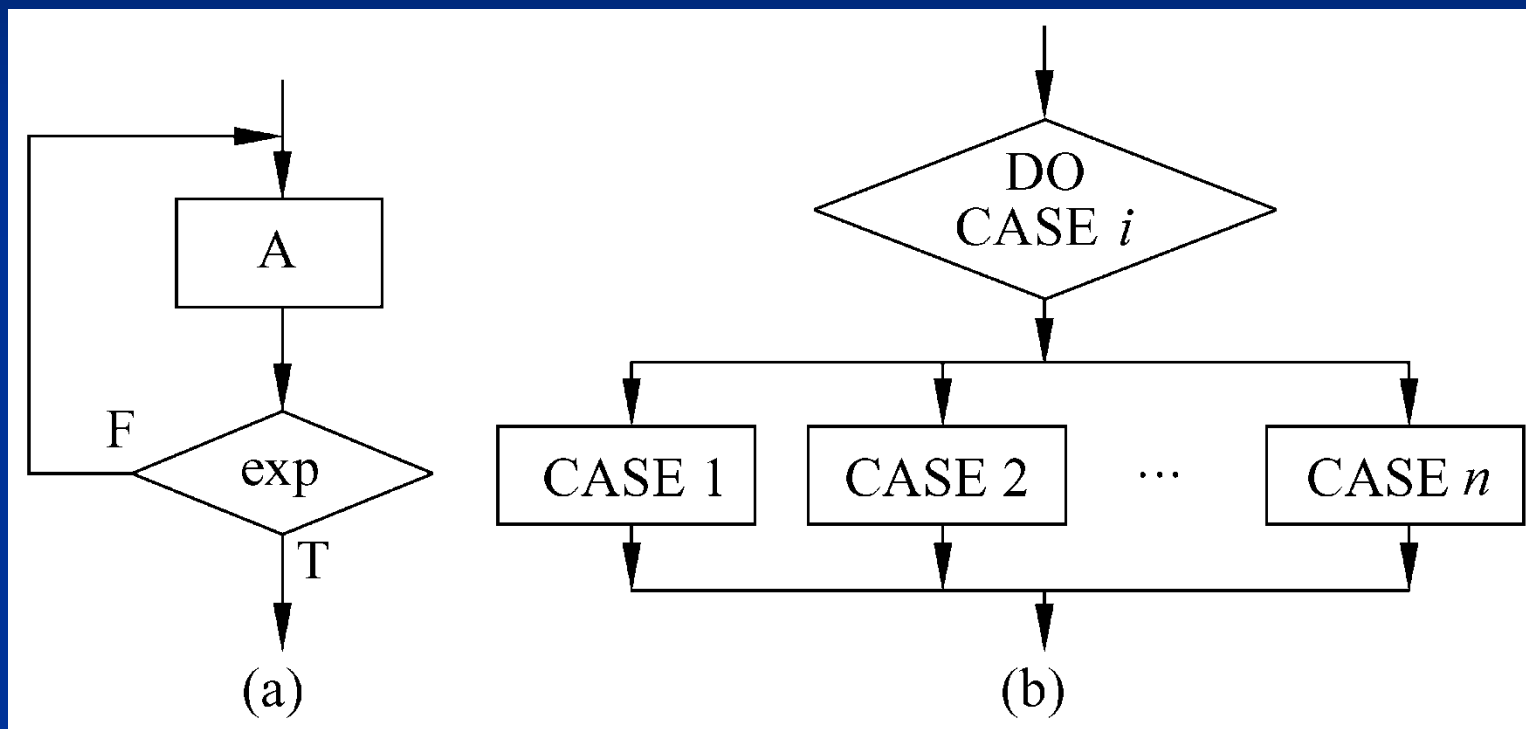 A
F
exp
T
(a)
DO
CASE i
CASE 1
CASE 2
...
CASE n
(b)